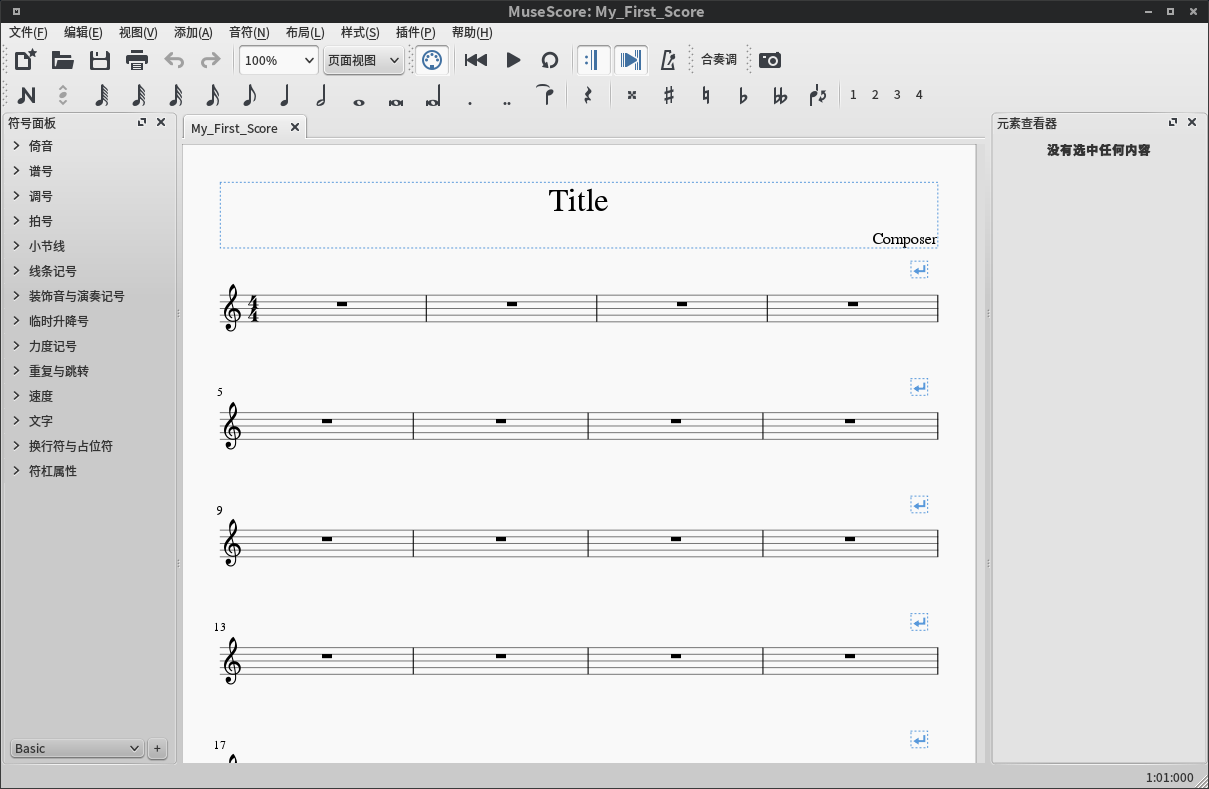 MuseScore: My_First_Score
文件(F) 编辑(E) 视图(V) 添加(A) 音符(N) 布局(L) 样式(S) 插件(P) 帮助(H)
100% 页面视图 合奏调
1 2 3 4
符号面板
倚音
谱号
调号
拍号
小节线
线条记号
装饰音与演奏记号
临时升降号
力度记号
重复与跳转
速度
文字
换行符与占位符
符杠属性
Basic +
My_First_Score
Title
Composer
4
4
5
9
13
17
元素查看器
没有选中任何内容
1:01:000